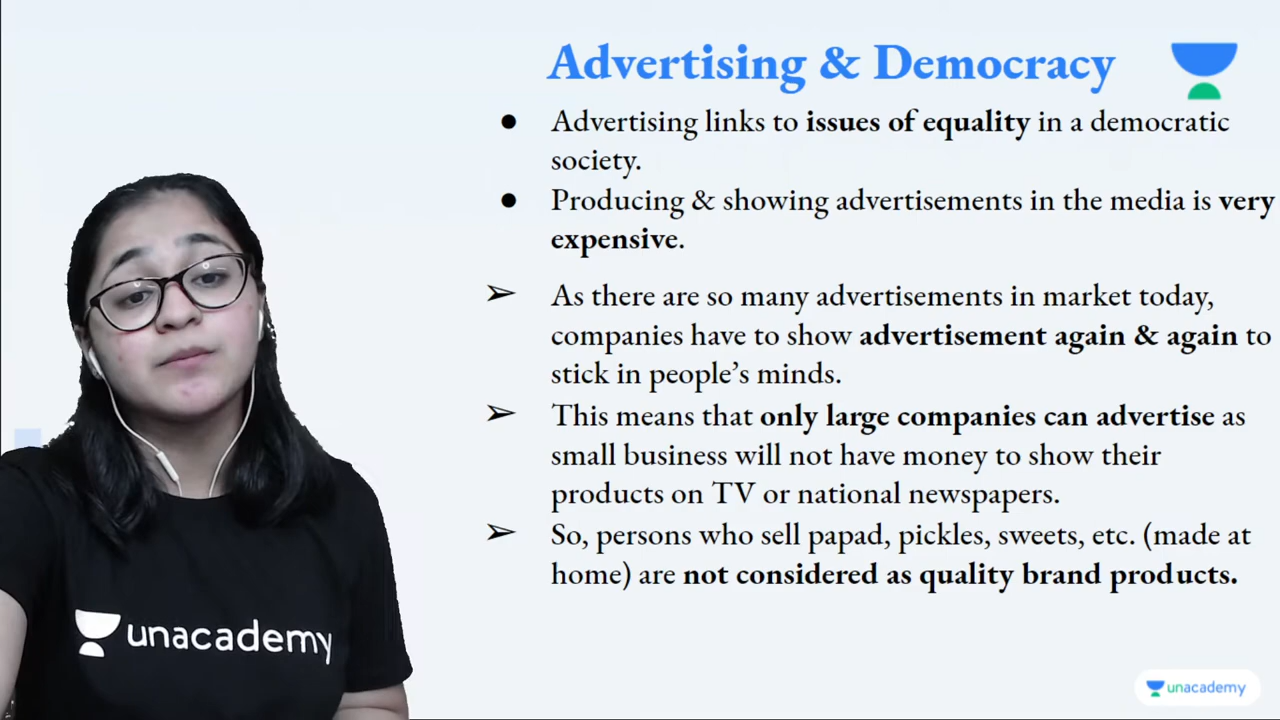 Advertising & Democracy
● Advertising links to issues of equality in a democratic
society.
● Producing & showing advertisements in the media is very
expensive.
➢ As there are so many advertisements in market today,
companies have to show advertisement again & again to
stick in people’s minds.
➢ This means that only large companies can advertise as
small business will not have money to show their
products on TV or national newspapers.
➢ So, persons who sell papad, pickles, sweets, etc. (made at
home) are not considered as quality brand products.
unacademy
unacademy